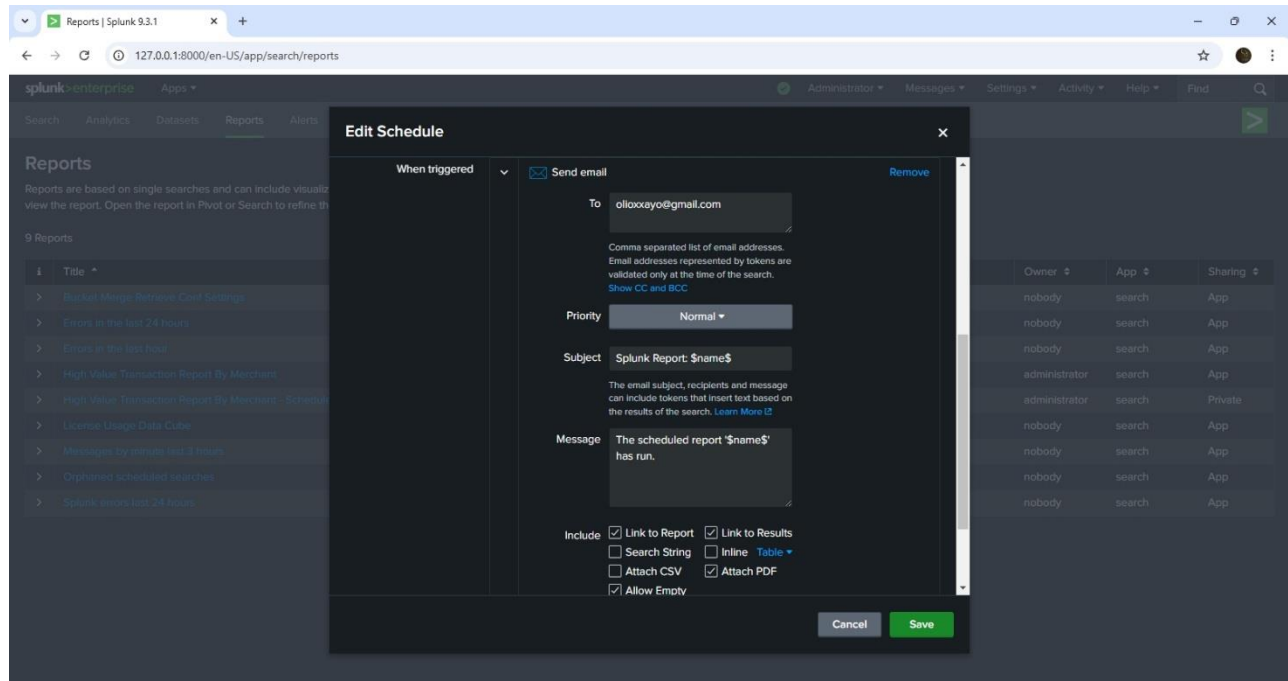 Reports | Splunk 9.3.1
127.0.0.1:8000/en-US/app/search/reports
splunk>enterprise Apps Administrator Messages Settings Activity Help Find
Search Analytics Datasets Reports Alerts
Edit Schedule
Reports
Reports are based on single searches and can include visualiz
view the report. Open the report in Pivot or Search to refine th
9 Reports
i Title Owner App Sharing
Bucket Merge Retrieve Conf Settings nobody search App
Errors in the last 24 hours nobody search App
Errors in the last hour nobody search App
High Value Transaction Report By Merchant administrator search App
High Value Transaction Report By Merchant - Schedule administrator search Private
License Usage Data Cube nobody search App
Messages by minute last 3 hours nobody search App
Orphaned scheduled searches nobody search App
Splunk errors last 24 hours nobody search App
When triggered
Send email Remove
To olioxxayo@gmail.com
Comma separated list of email addresses.
Email addresses represented by tokens are
validated only at the time of the search.
Show CC and BCC
Priority Normal
Subject Splunk Report: $name$
The email subject, recipients and message
can include tokens that insert text based on
the results of the search. Learn More
Message The scheduled report '$name$'
has run.
Include Link to Report Link to Results
Search String Inline Table
Attach CSV Attach PDF
Allow Empty
Cancel Save